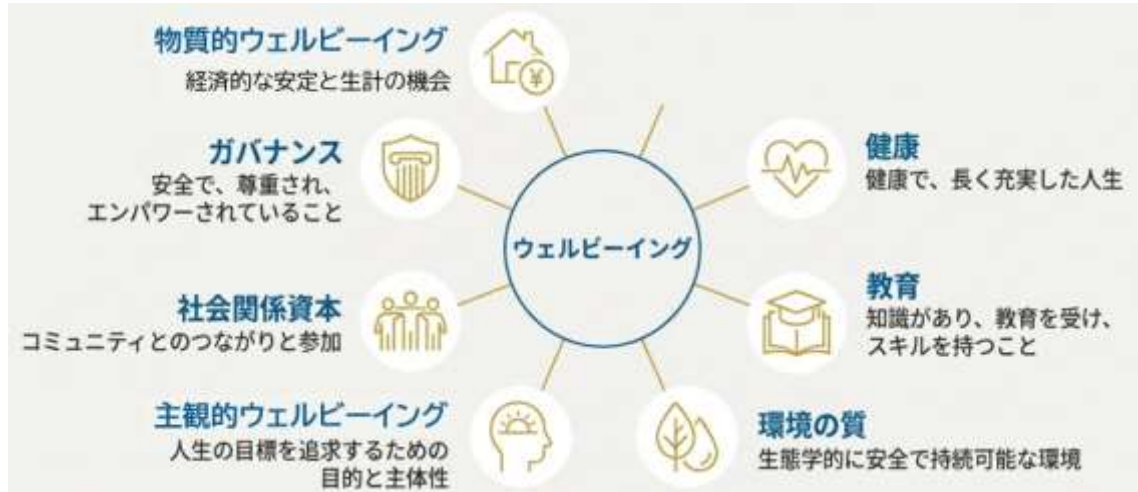 物質的ウェルビーイング
経済的な安定と生計の機会
¥
ガバナンス
安全で、尊重され、
エンパワーされていること
健康
健康で、長く充実した人生
ウェルビーイング
社会関係資本
コミュニティとのつながりと参加
教育
知識があり、教育を受け、
スキルを持つこと
主観的ウェルビーイング
人生の目標を追求するための
目的と主体性
環境の質
生態学的に安全で持続可能な環境